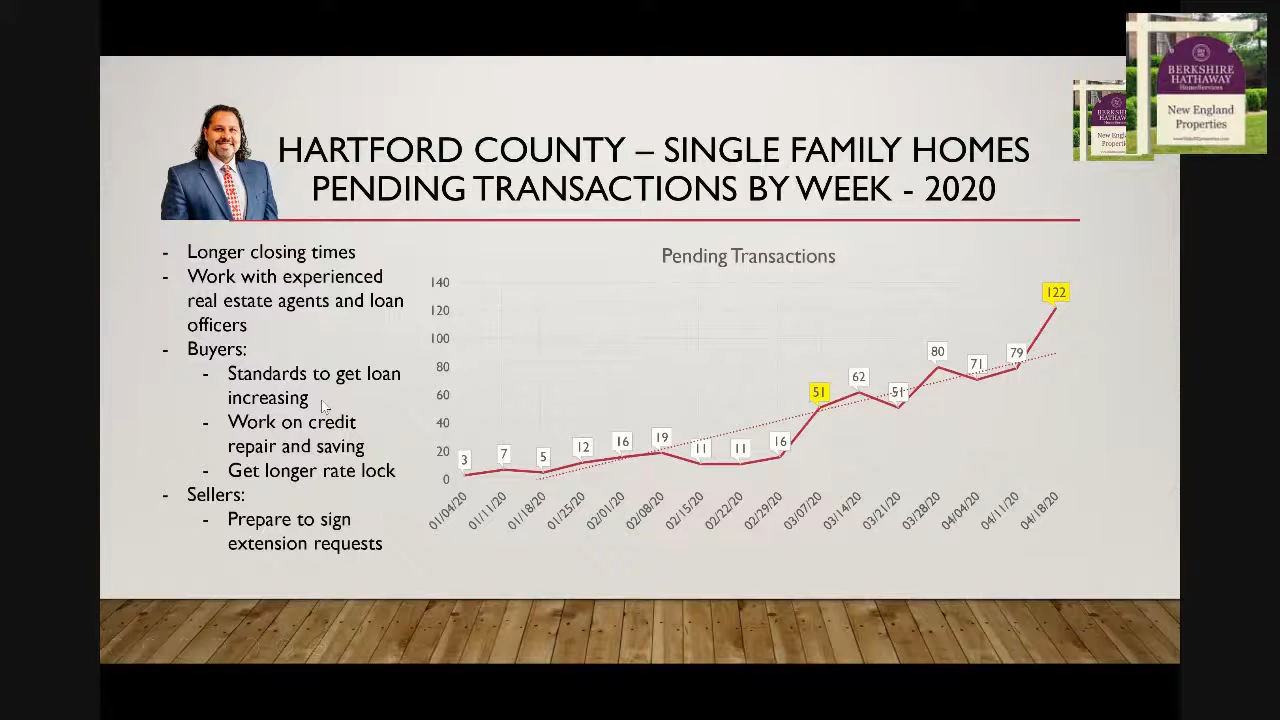 BERKSHIRE
HATHAWAY
HomeServices
New England
Properties
HARTFORD COUNTY – SINGLE FAMILY HOMES
PENDING TRANSACTIONS BY WEEK - 2020
- Longer closing times
- Work with experienced
real estate agents and loan
officers
- Buyers:
- Standards to get loan
increasing
- Work on credit
repair and saving
- Get longer rate lock
- Sellers:
- Prepare to sign
extension requests
Pending Transactions
140
120
100
80
60
40
20
0
3
7
5
12
16
19
11
11
16
51
62
51
80
71
79
122
01/04/20
01/11/20
01/18/20
01/25/20
02/01/20
02/08/20
02/15/20
02/22/20
02/29/20
03/07/20
03/14/20
03/21/20
03/28/20
04/04/20
04/11/20
04/18/20